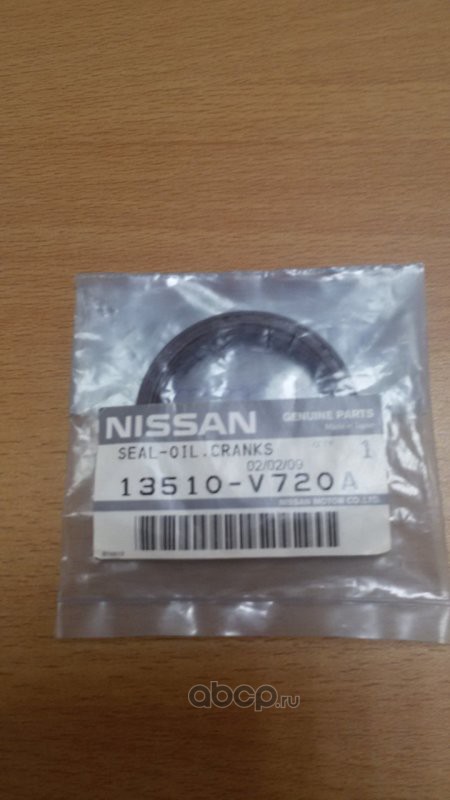 NISSAN GENUINE PARTS
Made in Japan
SEAL-OIL.CRANKS 1
02/02/09
13510-V720A
NISSAN MOTOR CO.,LTD.
abcp.ru